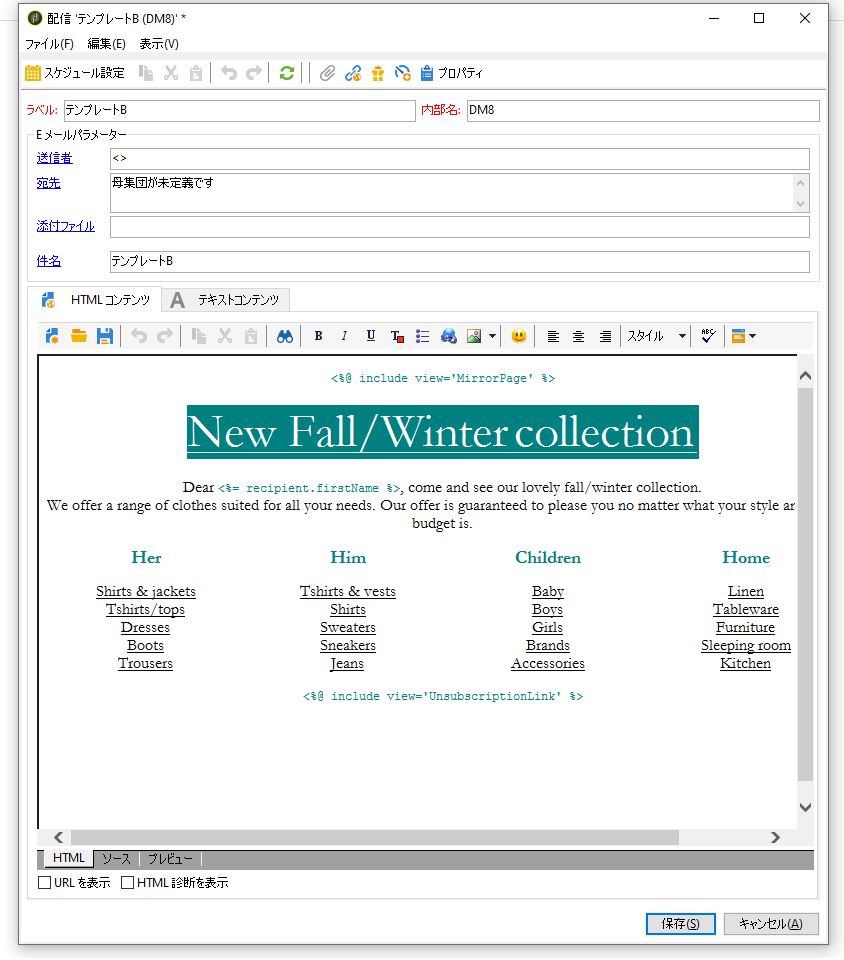 配信 'テンプレートB (DM8)' *
ファイル(F) 編集(E) 表示(V)
スケジュール設定 プロパティ
ラベル: テンプレートB 内部名: DM8
Eメールパラメーター
送信者 <>
宛先 母集団が未定義です
添付ファイル
件名 テンプレートB
HTML コンテンツ A テキストコンテンツ
B I U T スタイル ABC
<%@ include view='MirrorPage' %>
New Fall/Winter collection
Dear <%= recipient.firstName %>, come and see our lovely fall/winter collection.
We offer a range of clothes suited for all your needs. Our offer is guaranteed to please you no matter what your style ar
budget is.
Her Him Children Home
Shirts & jackets Tshirts & vests Baby Linen
Tshirts/tops Shirts Boys Tableware
Dresses Sweaters Girls Furniture
Boots Sneakers Brands Sleeping room
Trousers Jeans Accessories Kitchen
<%@ include view='UnsubscriptionLink' %>
HTML ソース プレビュー
URL を表示 HTML 診断を表示
保存(S) キャンセル(A)